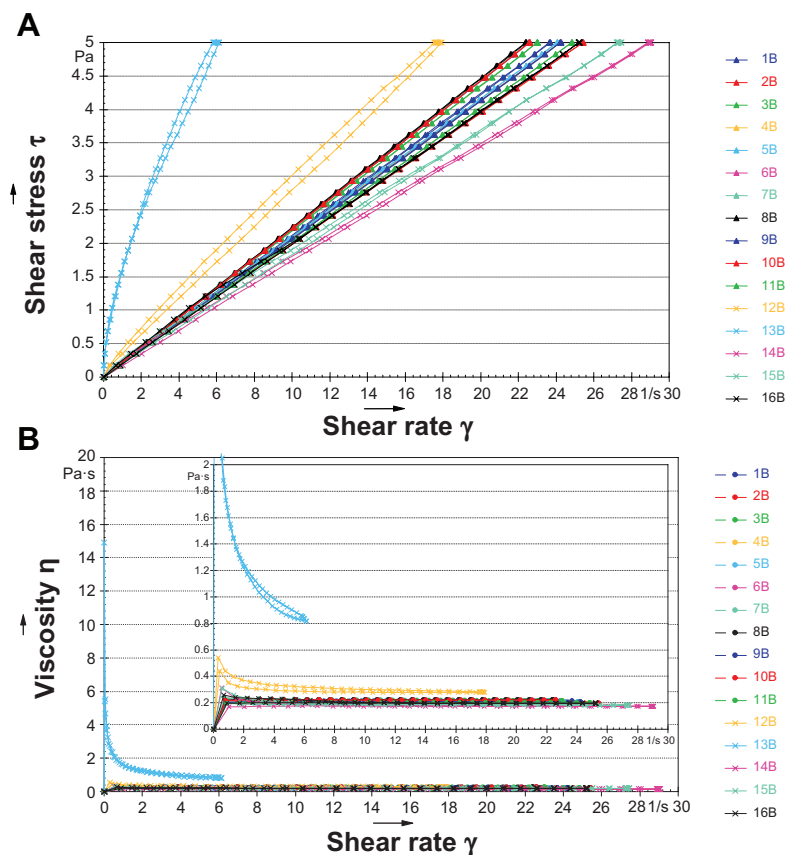 A
5
Pa
4.5
4
3.5
3
2.5
2
1.5
1
0.5
0
Shear stress τ
0 2 4 6 8 10 12 14 16 18 20 22 24 26 28 1/s 30
Shear rate γ
1B
2B
3B
4B
5B
6B
7B
8B
9B
10B
11B
12B
13B
14B
15B
16B
B
20
Pa·s
16
14
12
10
8
6
4
2
0
Viscosity η
0 2 4 6 8 10 12 14 16 18 20 22 24 26 28 1/s 30
Shear rate γ
2
Pa·s
1.8
1.6
1.4
1.2
1
0.8
0.6
0.4
0.2
0
0 2 4 6 8 10 12 14 16 18 20 22 24 26 28 1/s 30
1B
2B
3B
4B
5B
6B
7B
8B
9B
10B
11B
12B
13B
14B
15B
16B